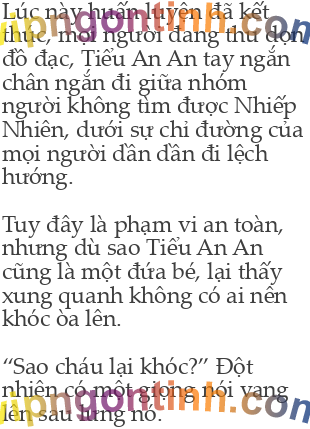 Lúc này huấn luyện đã kết
thúc, mọi người đang thu dọn
đồ đạc, Tiểu An An tay ngắn
chân ngắn đi giữa nhóm
người không tìm được Nhiếp
Nhiên, dưới sự chỉ đường của
mọi người dần dần đi lệch
hướng.
Tuy đây là phạm vi an toàn,
nhưng dù sao Tiểu An An
cũng là một đứa bé, lại thấy
xung quanh không có ai nên
khóc òa lên.
“Sao cháu lại khóc?” Đột
nhiên có một giọng nói vang
lên sau lưng nó.